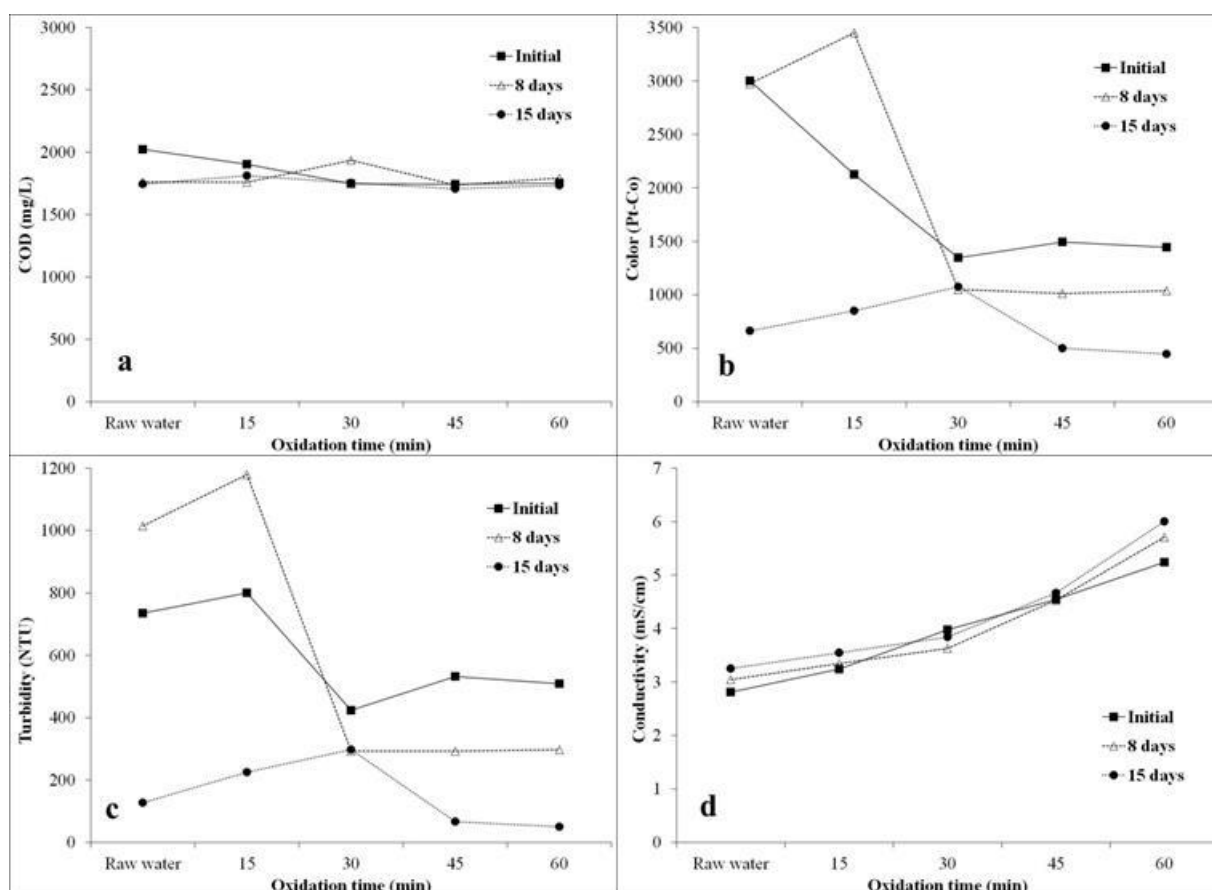 3000
2500
2000
1500
1000
500
0
COD (mg/L)
Initial
8 days
15 days
a
Raw water 15 30 45 60
Oxidation time (min)
3500
3000
2500
2000
1500
1000
500
0
Color (Pt-Co)
Initial
8 days
15 days
b
Raw water 15 30 45 60
Oxidation time (min)
1200
1000
800
600
400
200
0
Turbidity (NTU)
Initial
8 days
15 days
c
Raw water 15 30 45 60
Oxidation time (min)
7
6
5
4
3
2
1
0
Conductivity (mS/cm)
Initial
8 days
15 days
d
Raw water 15 30 45 60
Oxidation time (min)